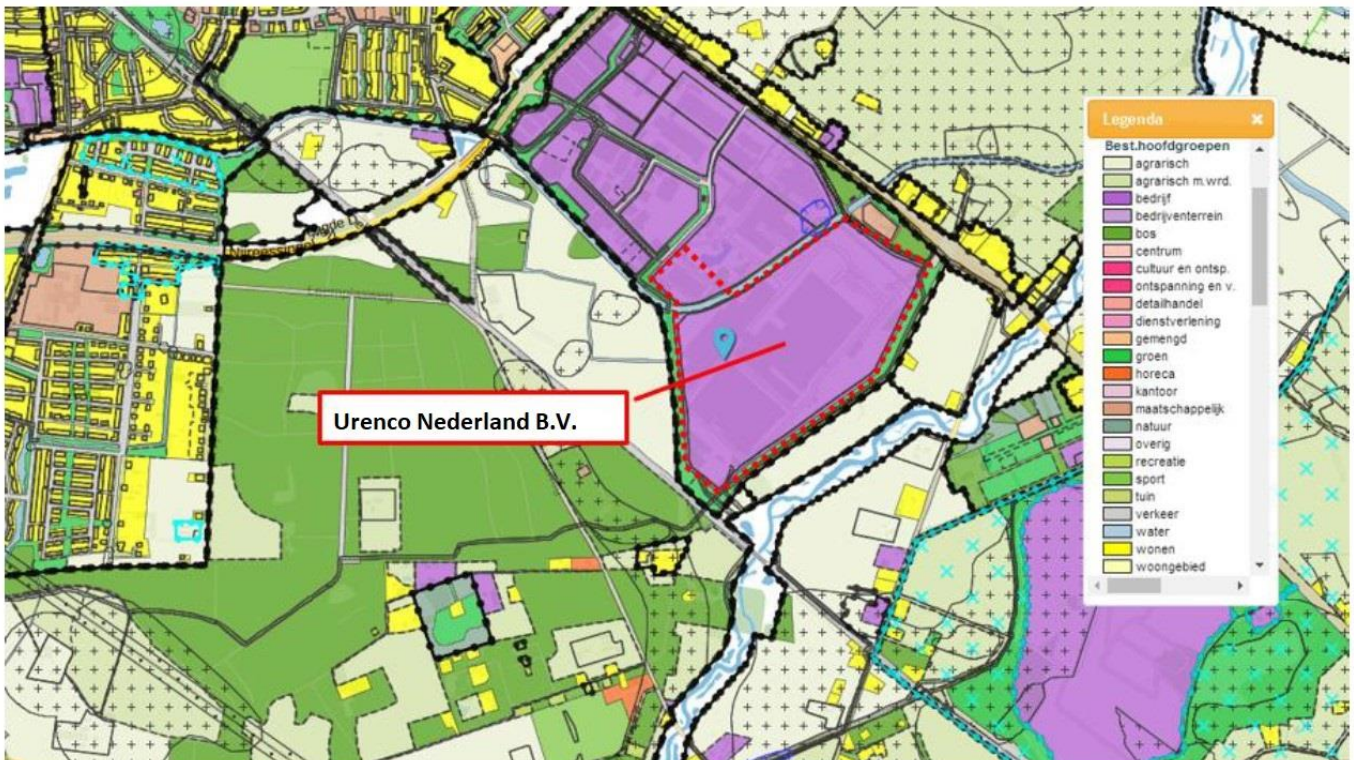 Legenda
Best.hoofdgroepen
agrarisch
agrarisch m.wrd.
bedrijf
bedrijventerrein
bos
centrum
cultuur en ontsp.
ontspanning en v.
detailhandel
dienstverlening
gemengd
groen
horeca
kantoor
maatschappelijk
natuur
overig
recreatie
sport
tuin
verkeer
water
wonen
woongebied
Urenco Nederland B.V.